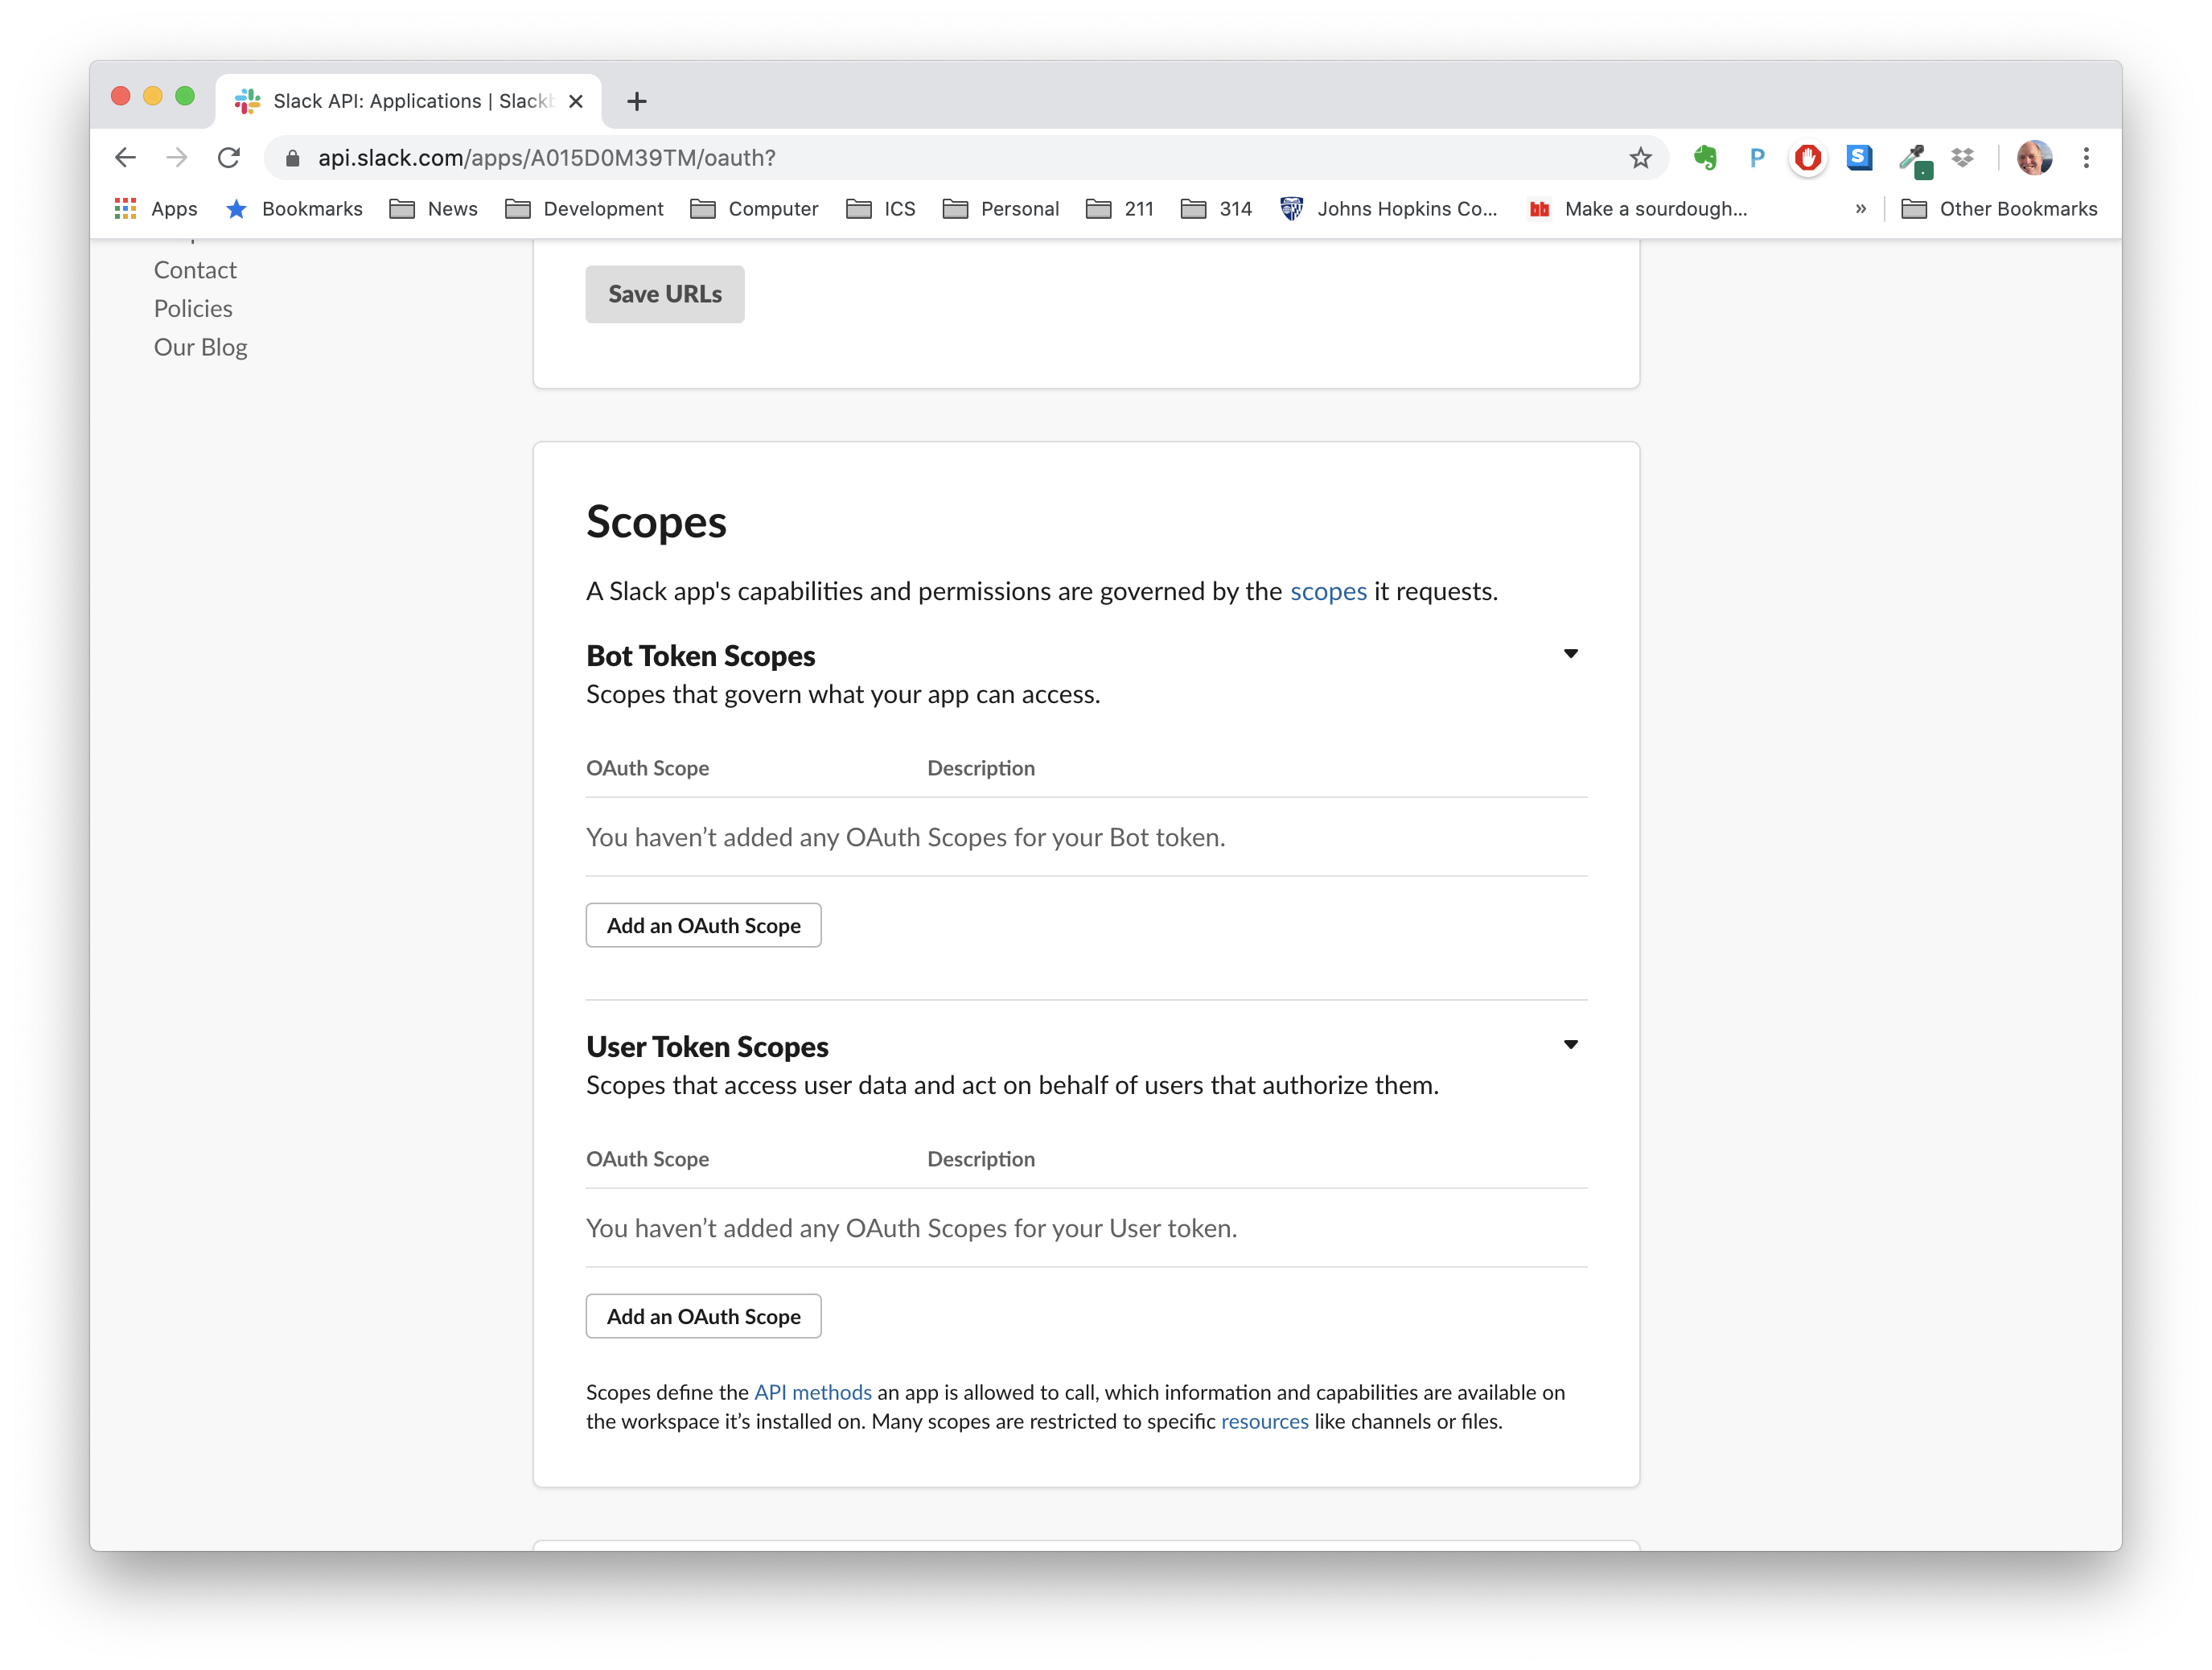 Slack API: Applications | Slack
api.slack.com/apps/A015D0M39TM/oauth?
Apps Bookmarks News Development Computer ICS Personal 211 314 Johns Hopkins Co... Make a sourdough... » Other Bookmarks
Contact
Policies
Our Blog
Save URLs
Scopes
A Slack app's capabilities and permissions are governed by the scopes it requests.
Bot Token Scopes
Scopes that govern what your app can access.
OAuth Scope Description
You haven’t added any OAuth Scopes for your Bot token.
Add an OAuth Scope
User Token Scopes
Scopes that access user data and act on behalf of users that authorize them.
OAuth Scope Description
You haven’t added any OAuth Scopes for your User token.
Add an OAuth Scope
Scopes define the API methods an app is allowed to call, which information and capabilities are available on
the workspace it’s installed on. Many scopes are restricted to specific resources like channels or files.